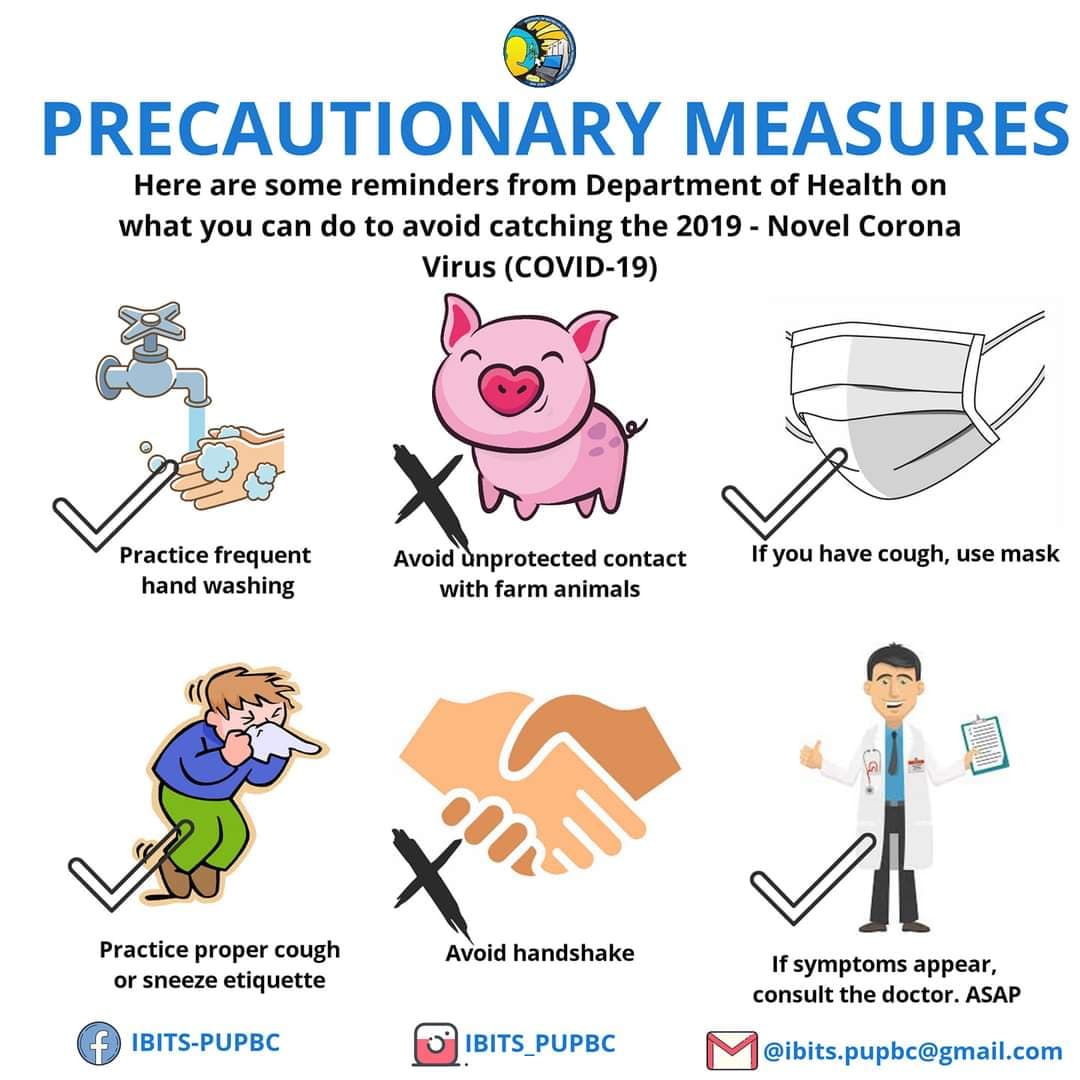 PRECAUTIONARY MEASURES
Here are some reminders from Department of Health on
what you can do to avoid catching the 2019 - Novel Corona
Virus (COVID-19)
Practice frequent
hand washing
Avoid unprotected contact
with farm animals
If you have cough, use mask
Practice proper cough
or sneeze etiquette
Avoid handshake
If symptoms appear,
consult the doctor. ASAP
IBITS-PUPBC
IBITS_PUPBC
@ibits.pupbc@gmail.com